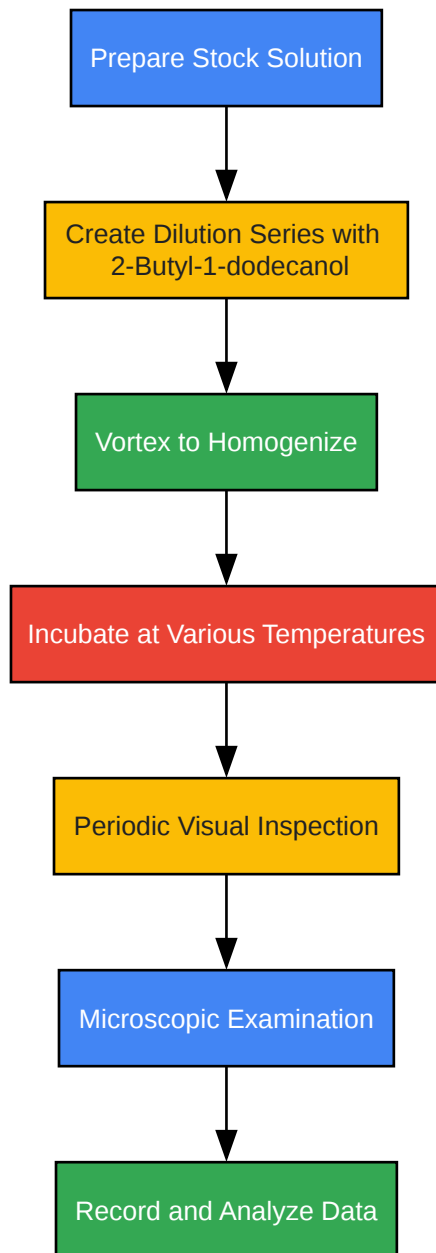 Prepare Stock Solution
Create Dilution Series with
2-Butyl-1-dodecanol
Vortex to Homogenize
Incubate at Various Temperatures
Periodic Visual Inspection
Microscopic Examination
Record and Analyze Data